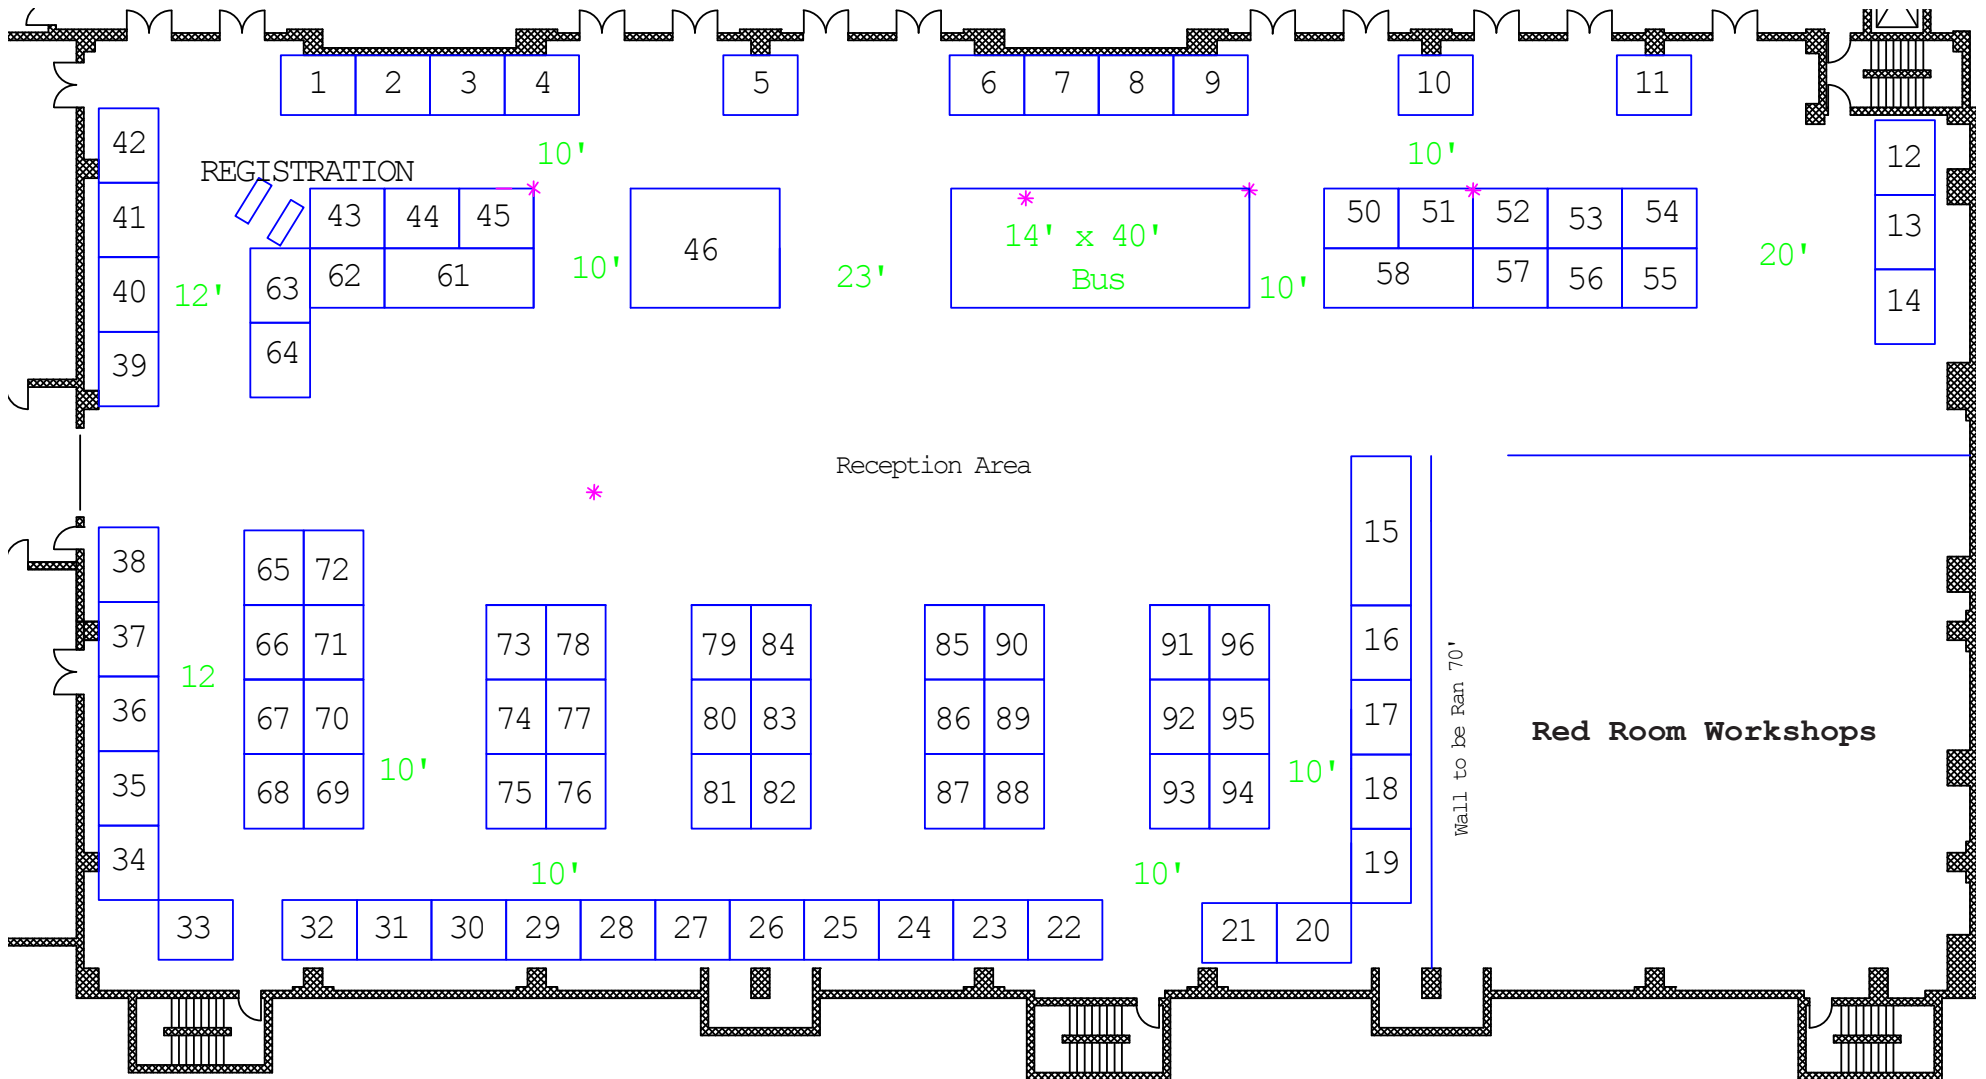 1 2 3 4 5 6 7 8 9 10 11
42 10' 10' 12
REGISTRATION
41 43 44 45 46 14' x 40' 50 51 52 53 54 13
Bus
40 12' 63 62 61 10' 23' 10' 58 57 56 55 20' 14
39 64
Reception Area
38 65 72 15
37 66 71 73 78 79 84 85 90 91 96 16
12
36 67 70 74 77 80 83 86 89 92 95 17
Wall to be Ran 70'
Red Room Workshops
10' 10'
35 68 69 75 76 81 82 87 88 93 94 18
34 10' 10' 19
33 32 31 30 29 28 27 26 25 24 23 22 21 20